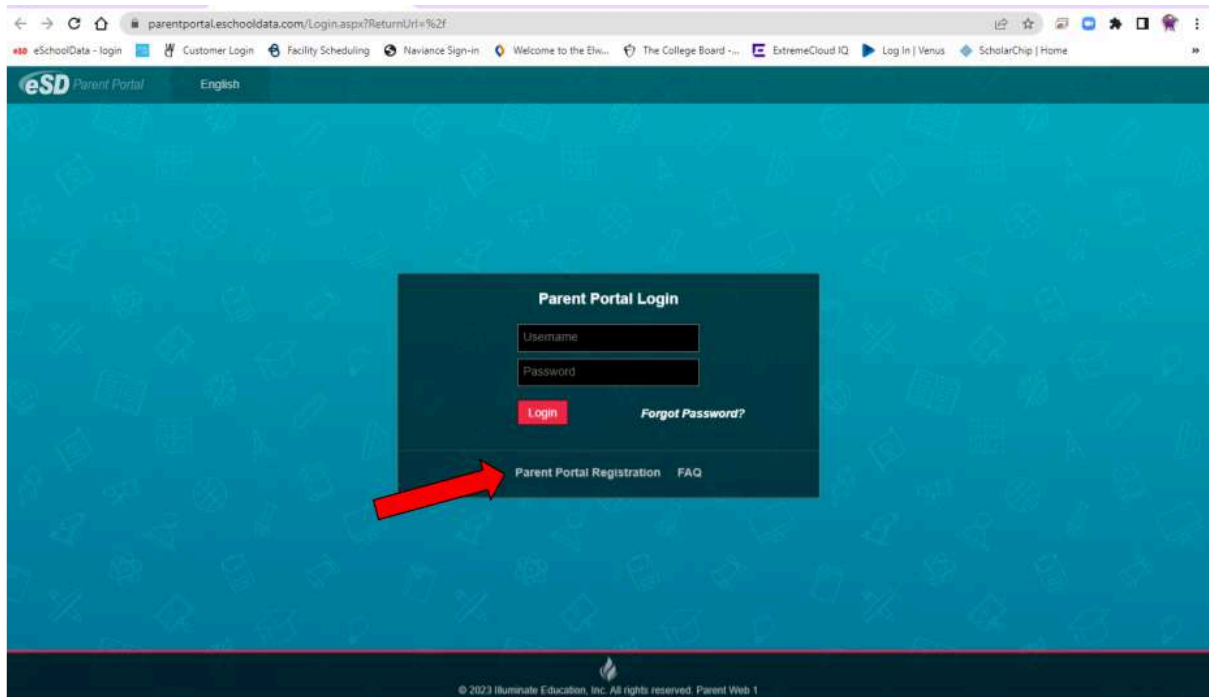 parentportal.eschooldata.com/Login.aspx?ReturnUrl=%2f
eSD eSchoolData - login Customer Login Facility Scheduling Naviance Sign-in Welcome to the Elw... The College Board -... ExtremeCloud IQ Log In | Venus ScholarChip | Home »
eSD Parent Portal English
Parent Portal Login
Username
Password
Login Forgot Password?
Parent Portal Registration FAQ
© 2023 Illuminate Education, Inc. All rights reserved. Parent Web 1